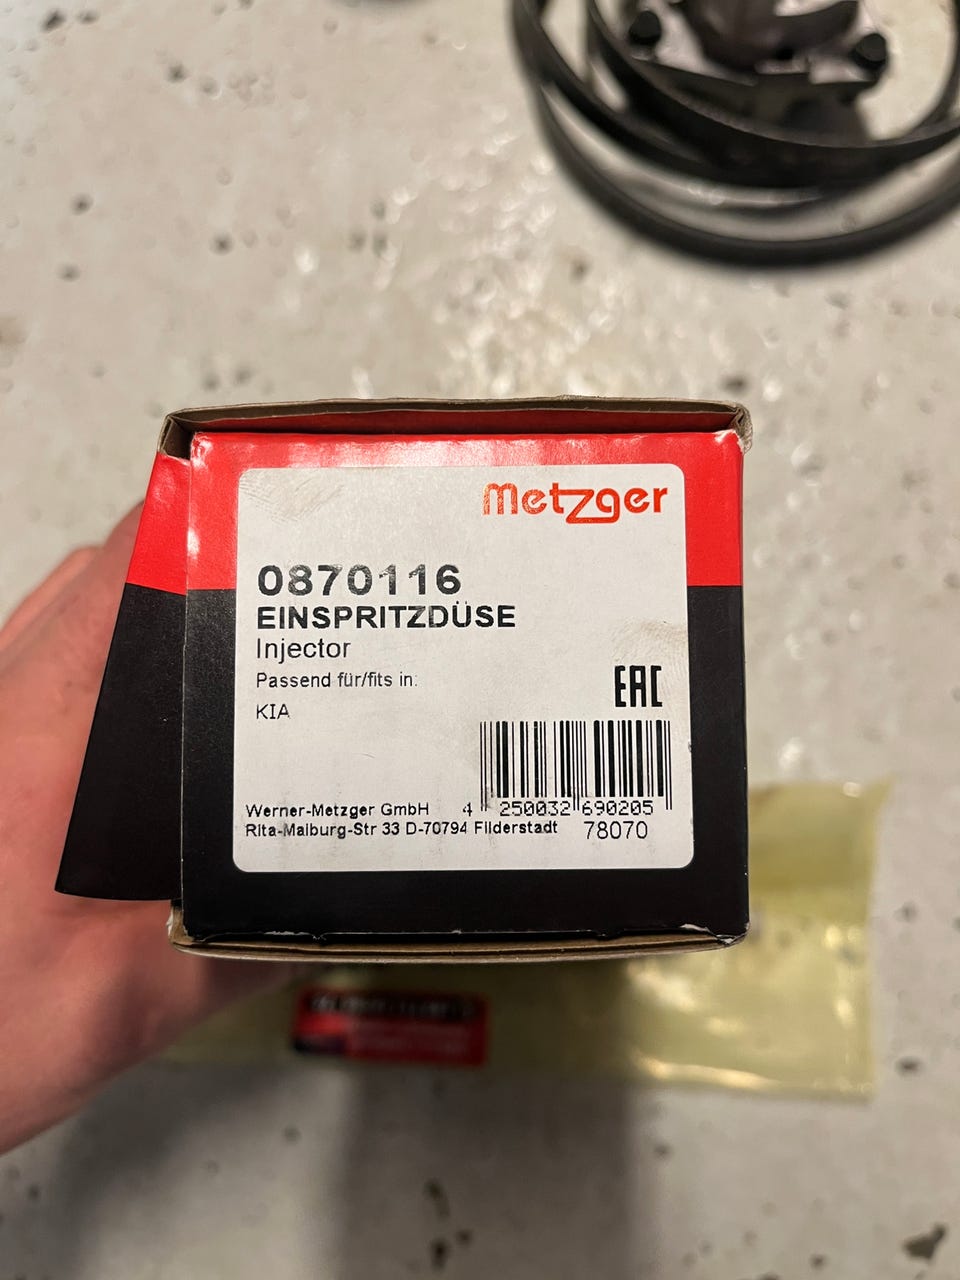 Metzger
0870116
EINSPRITZDÜSE
Injector
Passend für/fits in:
EAC
KIA
Werner-Metzger GmbH
Rita-Maiburg-Str 33 D-70794 Filderstadt
4 250032 690205
78070